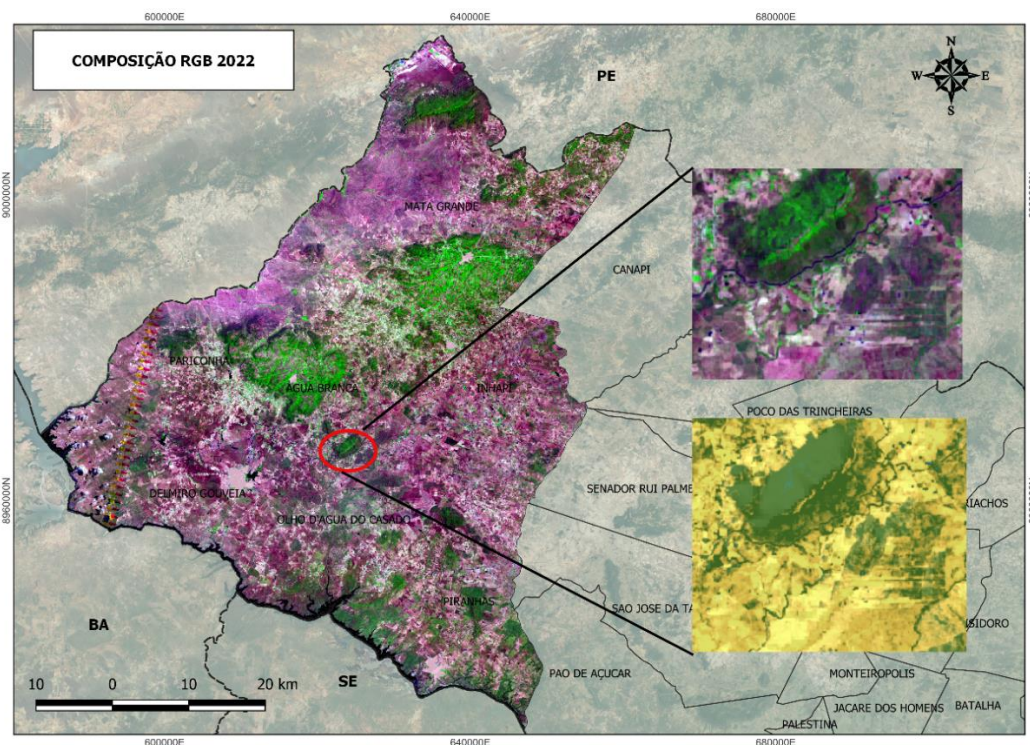 600000E
640000E
680000E
COMPOSIÇÃO RGB 2022
PE
N
W
E
S
9000000N
MATA GRANDE
CANAPI
PARICONHA
AGUA BRANCA
INHAPI
POCO DAS TRINCHEIRAS
DELMIRO GOUVEIA
SENADOR RUI PALME
RIACHOS
8960000N
OLHO D'AGUA DO CASADO
PIRANHAS
SAO JOSE DA TA
ISIDORO
BA
SE
PAO DE AÇUCAR
MONTEIROPOLIS
JACARE DOS HOMENS
BATALHA
PALESTINA
10
0
10
20 km
600000E
640000E
680000E